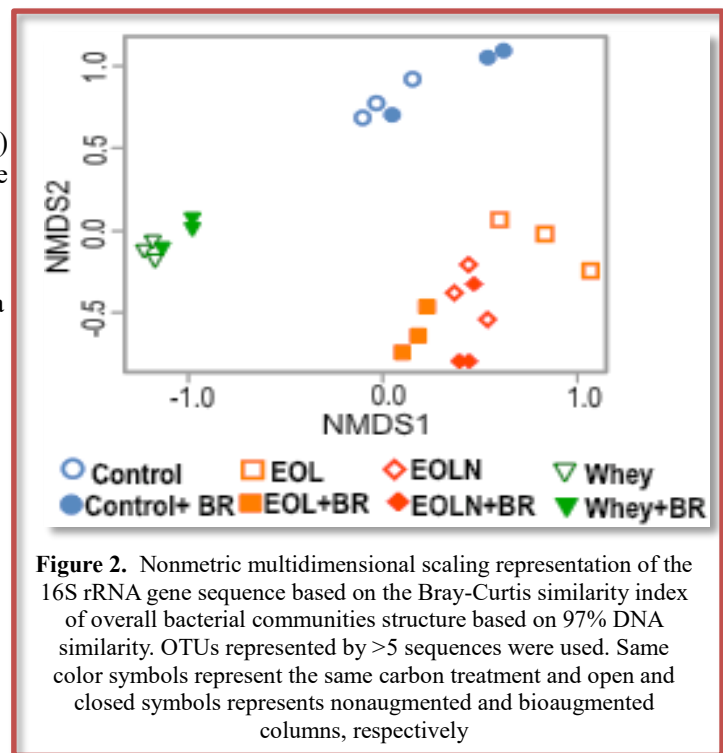 )
e
a
1.0
0.5
0.0
-0.5
NMDS2
-1.0 0.0 1.0
NMDS1
Control EOL EOLN Whey
Control+ BR EOL+BR EOLN+BR Whey+BR
Figure 2. Nonmetric multidimensional scaling representation of the
16S rRNA gene sequence based on the Bray-Curtis similarity index
of overall bacterial communities structure based on 97% DNA
similarity. OTUs represented by >5 sequences were used. Same
color symbols represent the same carbon treatment and open and
closed symbols represents nonaugmented and bioaugmented
columns, respectively